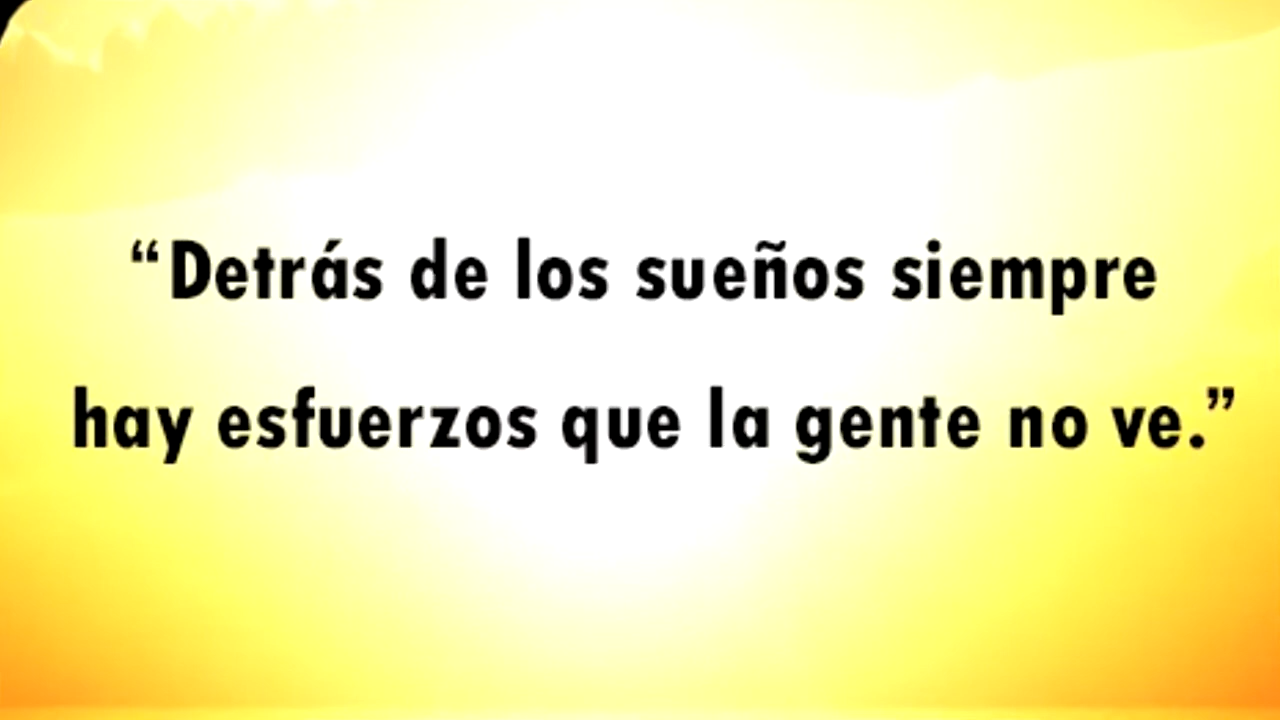 “Detrás de los sueños siempre
hay esfuerzos que la gente no ve.”